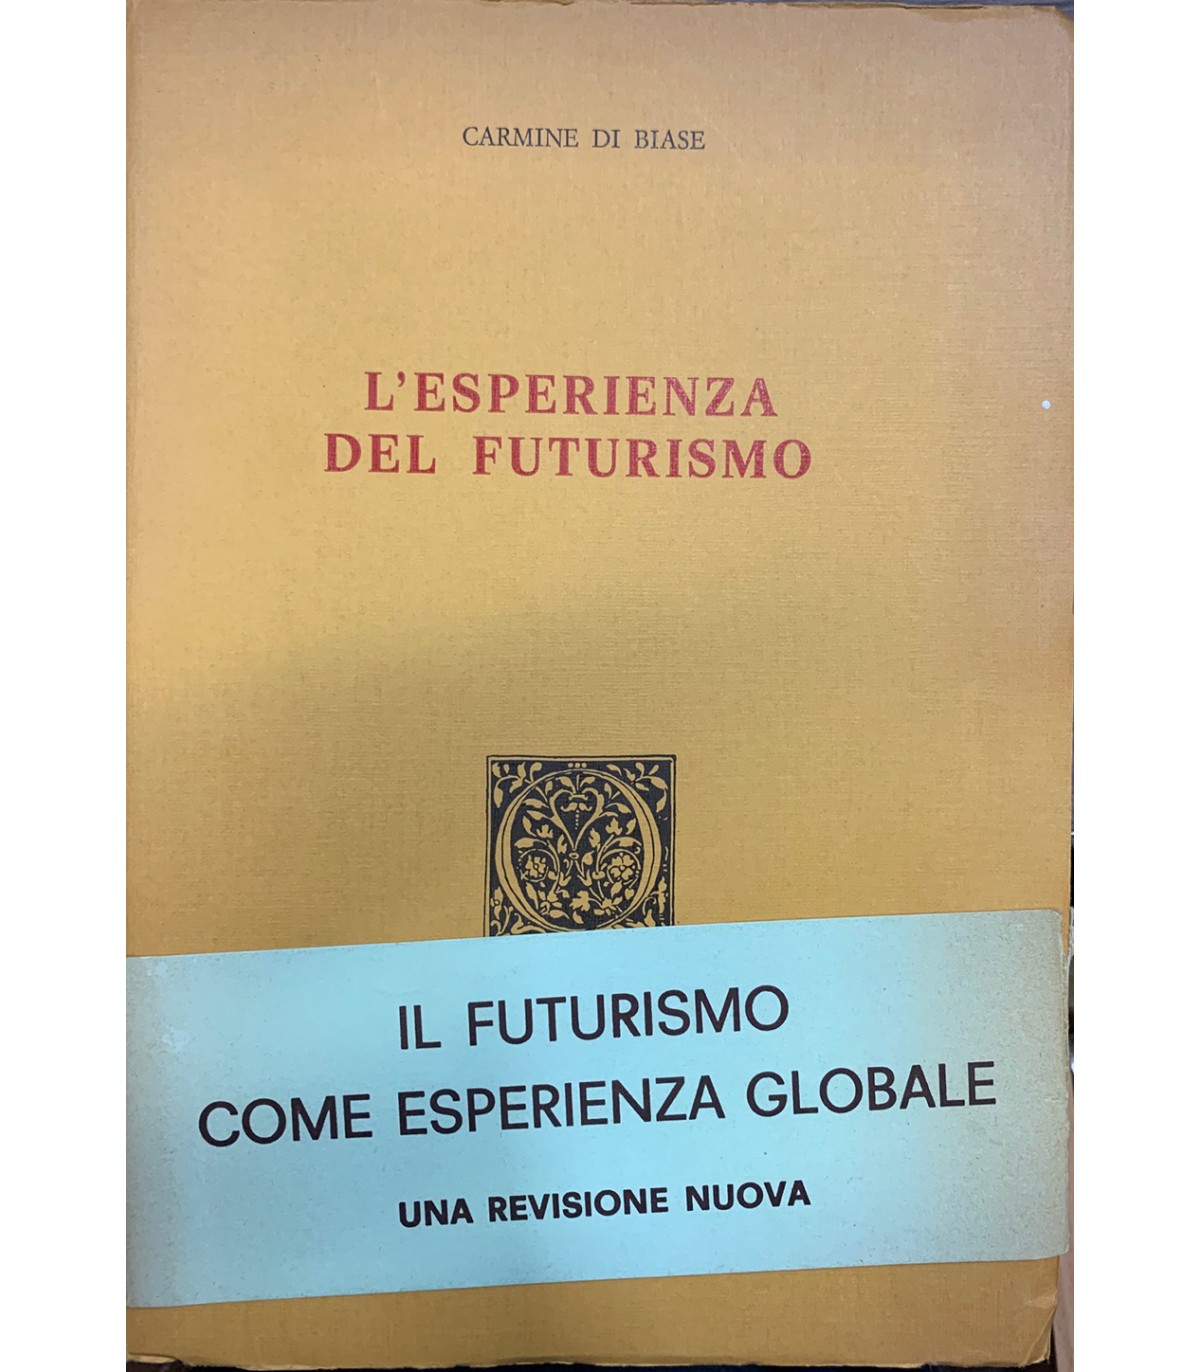 CARMINE DI BIASE
L'ESPERIENZA
DEL FUTURISMO
IL FUTURISMO
COME ESPERIENZA GLOBALE
UNA REVISIONE NUOVA